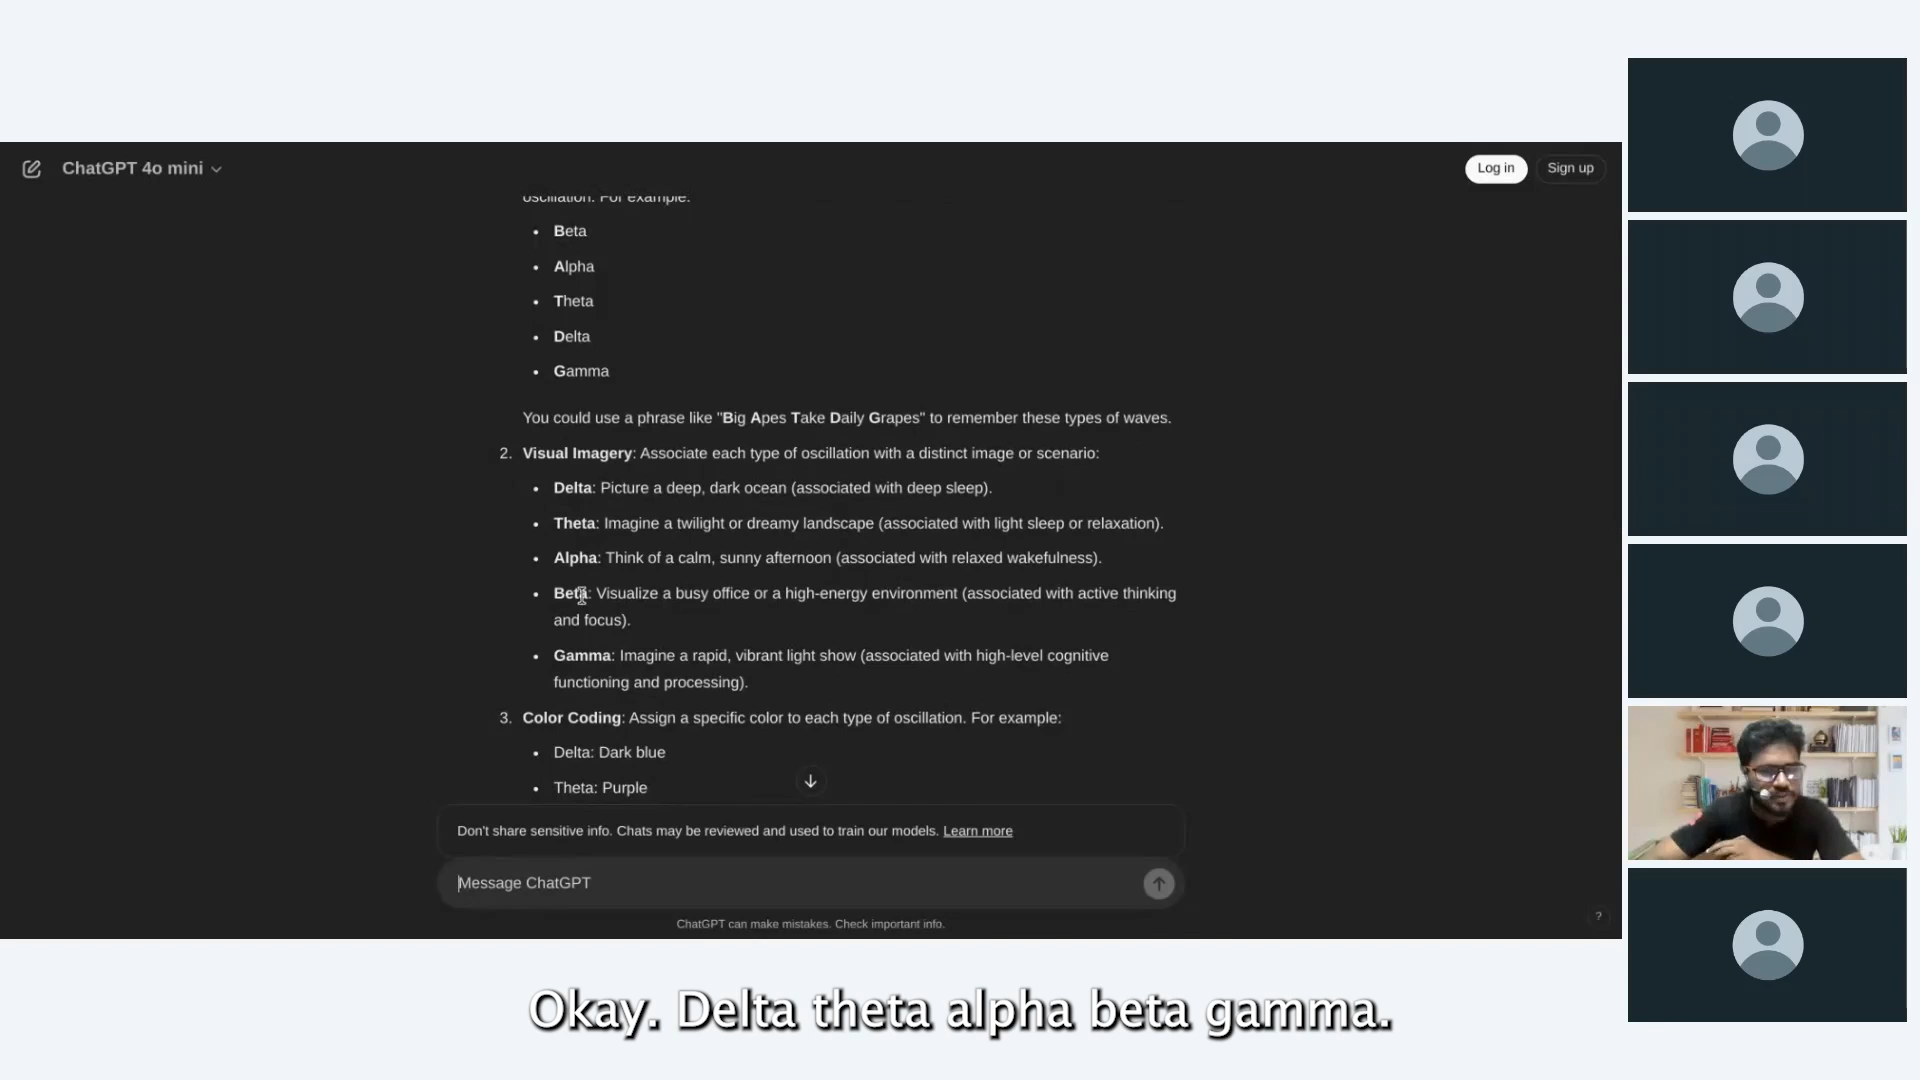 ChatGPT 4o mini
Log in
Sign up
oscillation. For example:
• Beta
• Alpha
• Theta
• Delta
• Gamma
You could use a phrase like "Big Apes Take Daily Grapes" to remember these types of waves.
2. Visual Imagery: Associate each type of oscillation with a distinct image or scenario:
• Delta: Picture a deep, dark ocean (associated with deep sleep).
• Theta: Imagine a twilight or dreamy landscape (associated with light sleep or relaxation).
• Alpha: Think of a calm, sunny afternoon (associated with relaxed wakefulness).
• Beta: Visualize a busy office or a high-energy environment (associated with active thinking
and focus).
• Gamma: Imagine a rapid, vibrant light show (associated with high-level cognitive
functioning and processing).
3. Color Coding: Assign a specific color to each type of oscillation. For example:
• Delta: Dark blue
• Theta: Purple
Don't share sensitive info. Chats may be reviewed and used to train our models. Learn more
Message ChatGPT
ChatGPT can make mistakes. Check important info.
?
Okay. Delta theta alpha beta gamma.